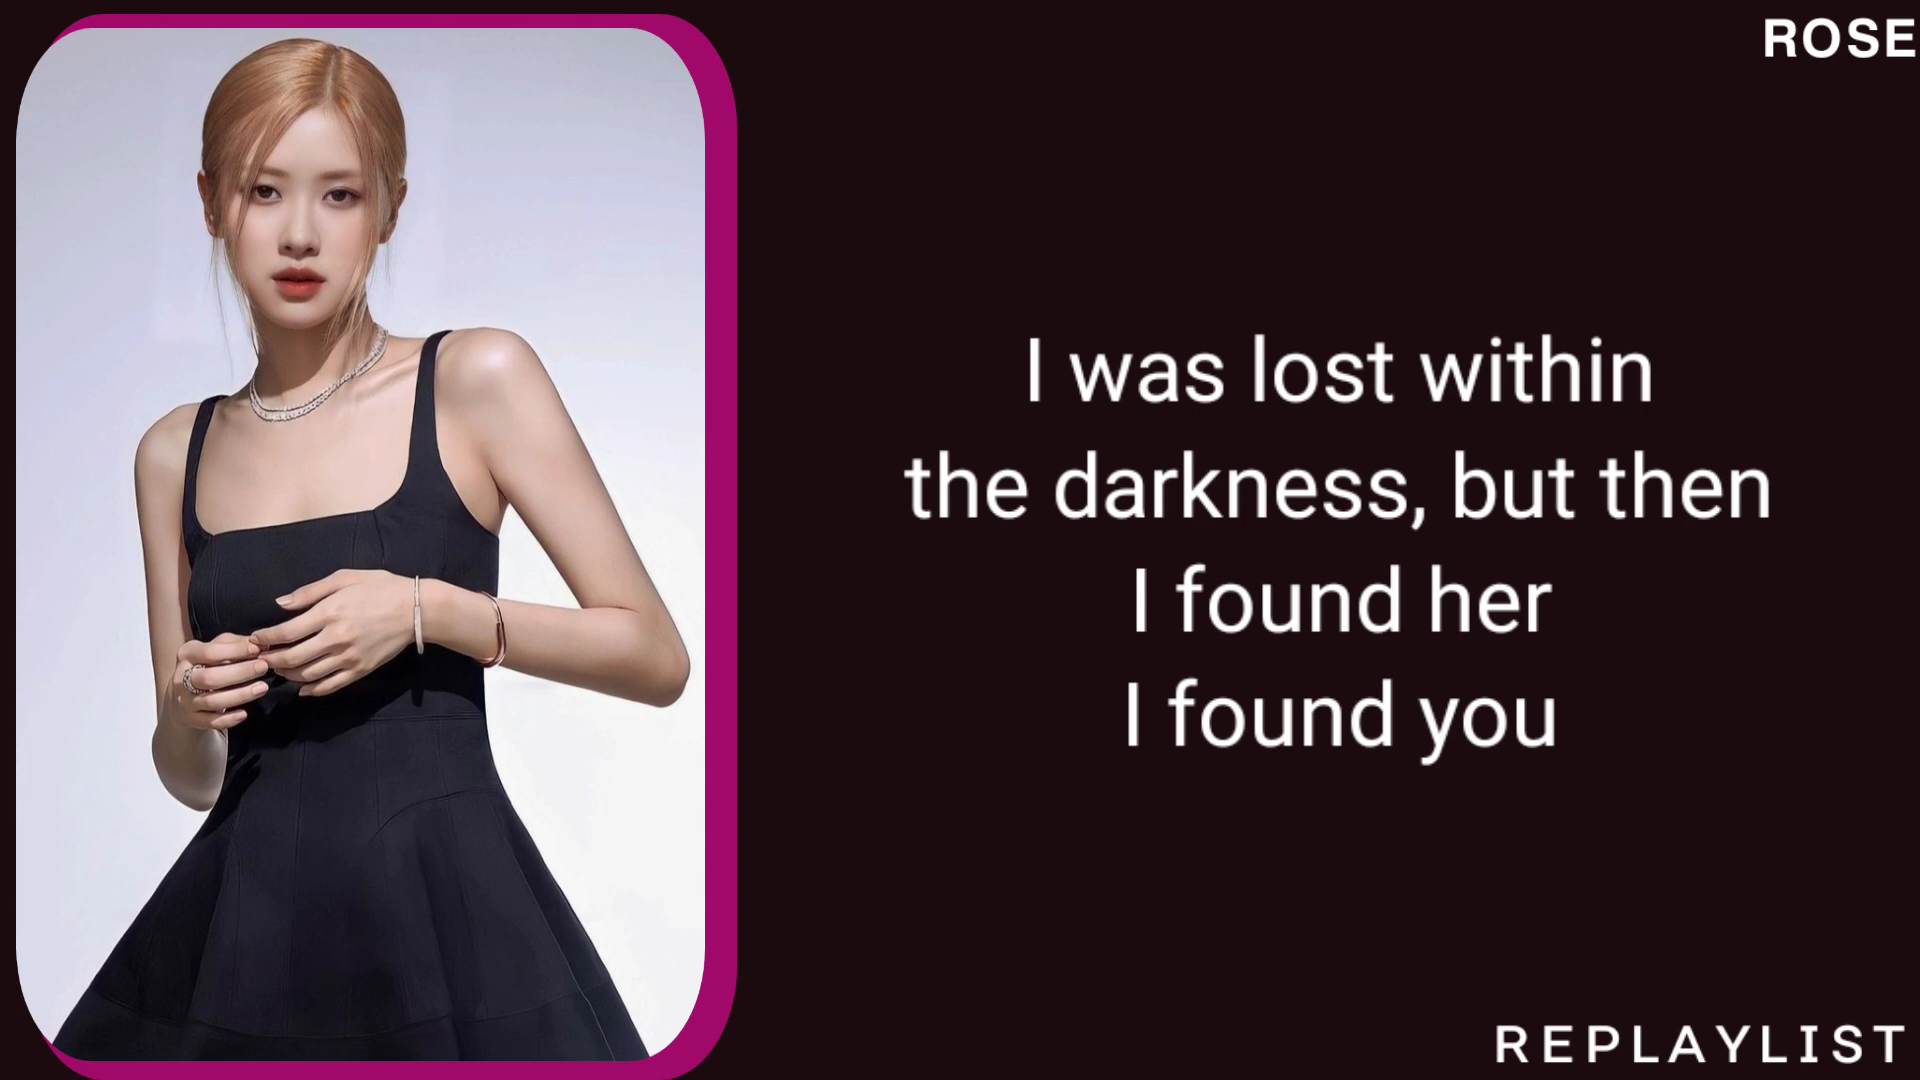 ROSE
I was lost within
the darkness, but then
I found her
I found you
REPLAYLIST